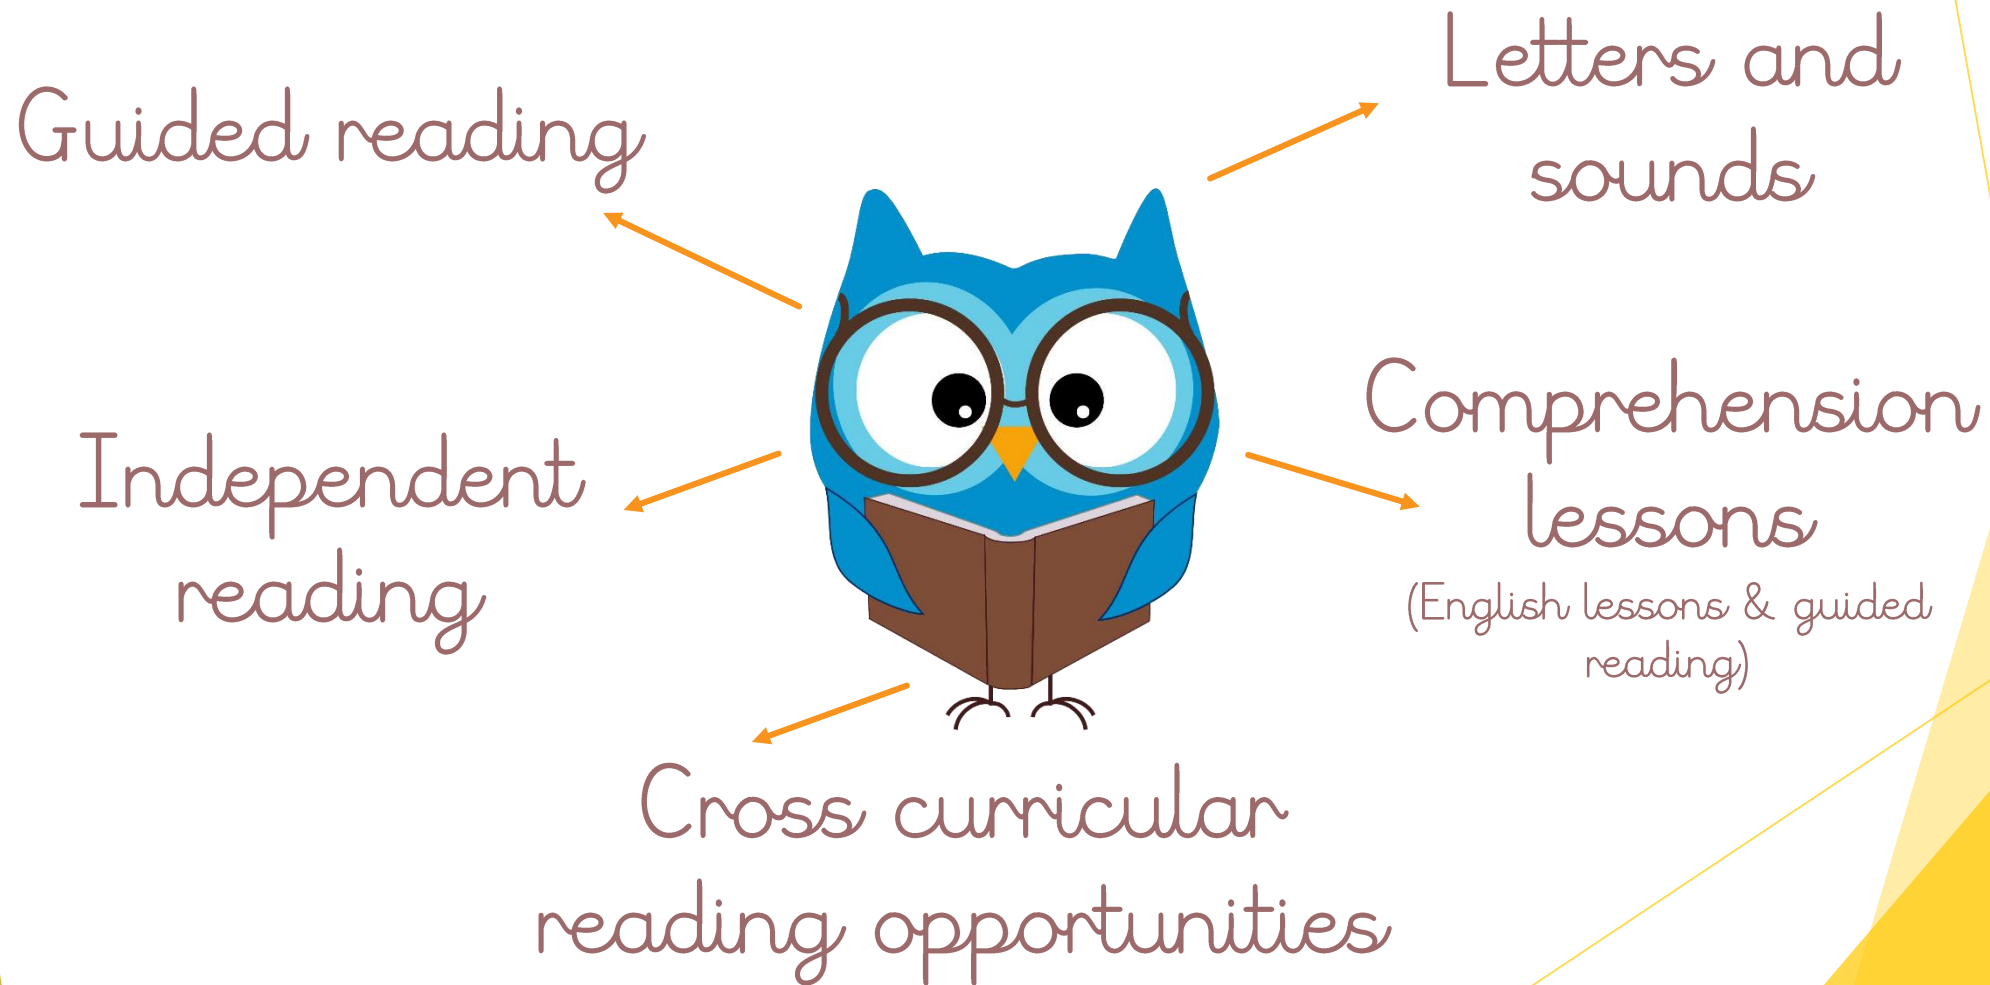 Guided reading
Letters and
sounds
Independent
reading
Comprehension
lessons
(English lessons & guided
reading)
Cross curricular
reading opportunities